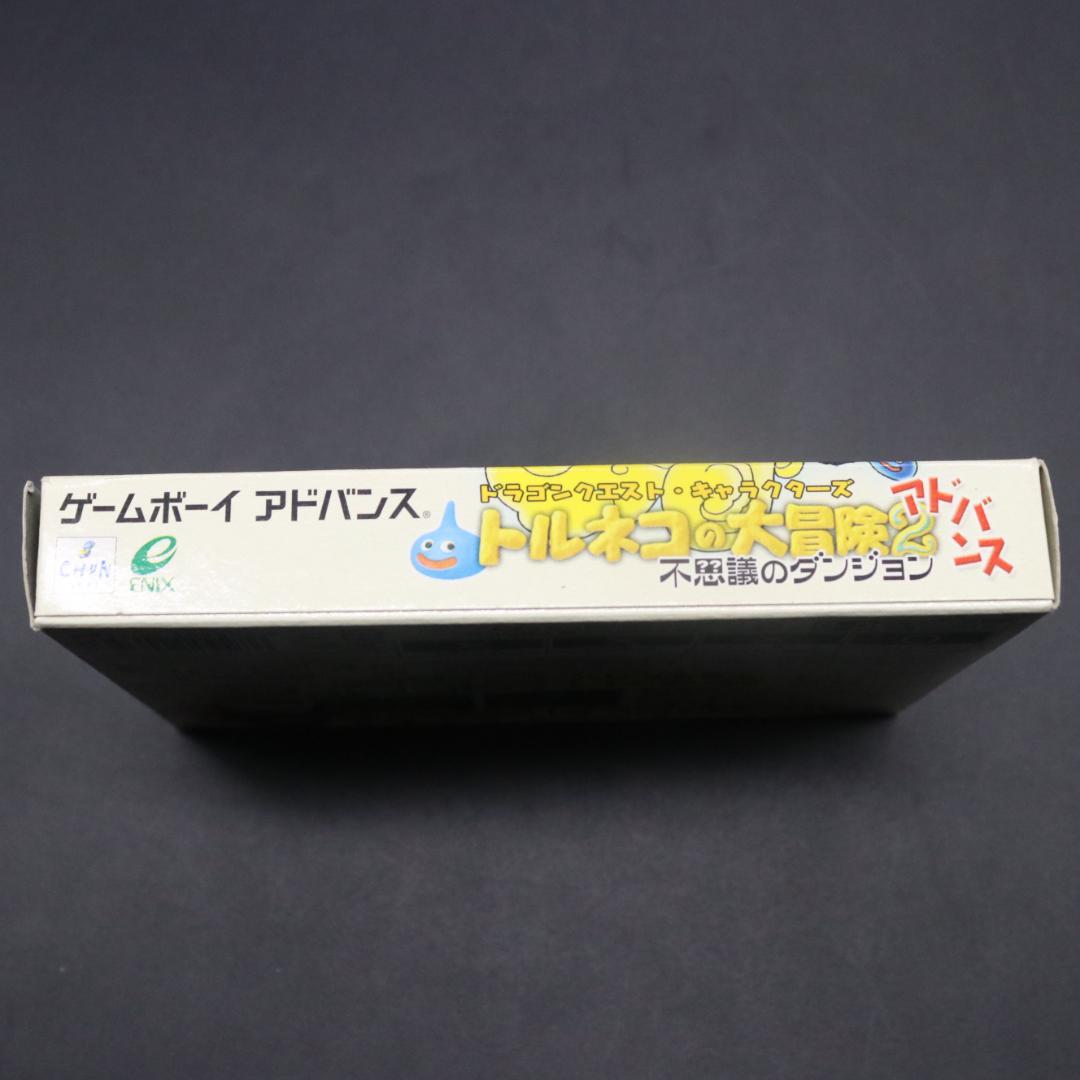 ゲームボーイ アドバンス®
CHUN
ENIX
ドラゴンクエスト・キャラクターズ
トルネコの大冒険2
アドバンス
不思議のダンジョン